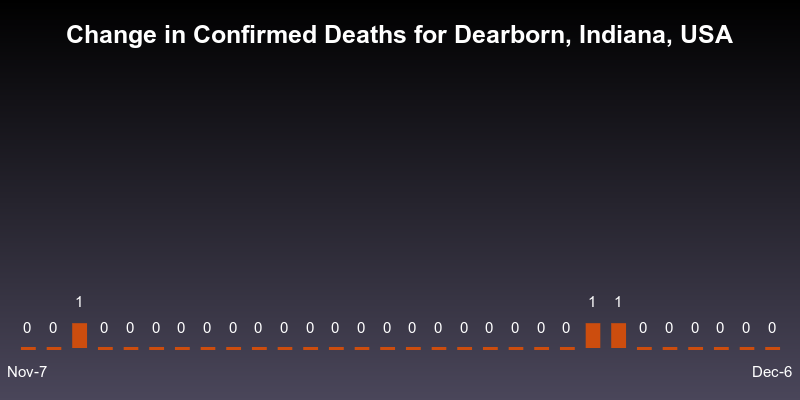 Change in Confirmed Deaths for Dearborn, Indiana, USA
1 1 1
0 0 0 0 0 0 0 0 0 0 0 0 0 0 0 0 0 0 0 0 0 0 0 0 0 0 0
Nov-7 Dec-6